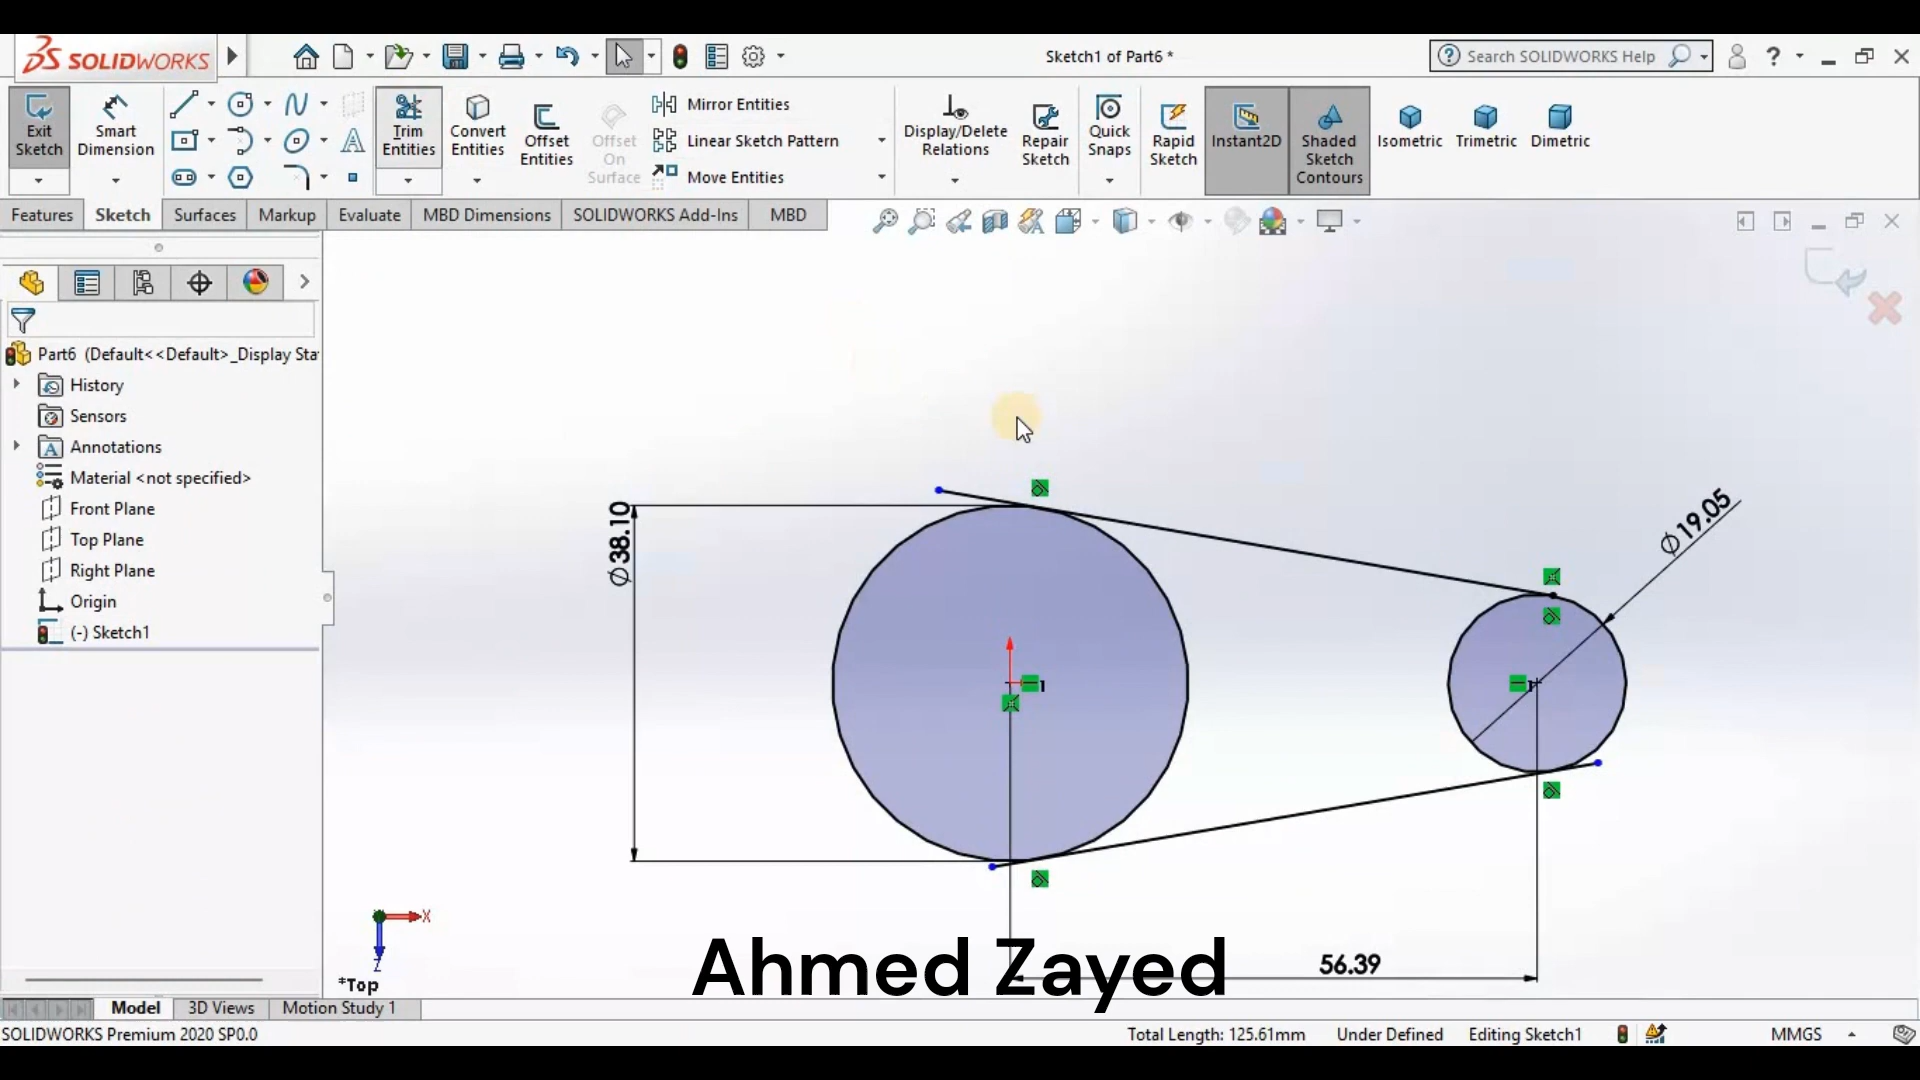 SOLIDWORKS
Sketch1 of Part6 *
Search SOLIDWORKS Help
?
Exit Sketch
Smart Dimension
Trim Entities
Convert Entities
Offset Entities
Offset On Surface
Mirror Entities
Linear Sketch Pattern
Move Entities
Display/Delete Relations
Repair Sketch
Quick Snaps
Rapid Sketch
Instant2D
Shaded Sketch Contours
Isometric
Trimetric
Dimetric
Features
Sketch
Surfaces
Markup
Evaluate
MBD Dimensions
SOLIDWORKS Add-Ins
MBD
Part6 (Default<<Default>_Display Sta
History
Sensors
Annotations
Material <not specified>
Front Plane
Top Plane
Right Plane
Origin
(-) Sketch1
Ø38.10
Ø19.05
1
1
56.39
X
Z
*Top
Ahmed Zayed
Model
3D Views
Motion Study 1
SOLIDWORKS Premium 2020 SP0.0
Total Length: 125.61mm
Under Defined
Editing Sketch1
MMGS